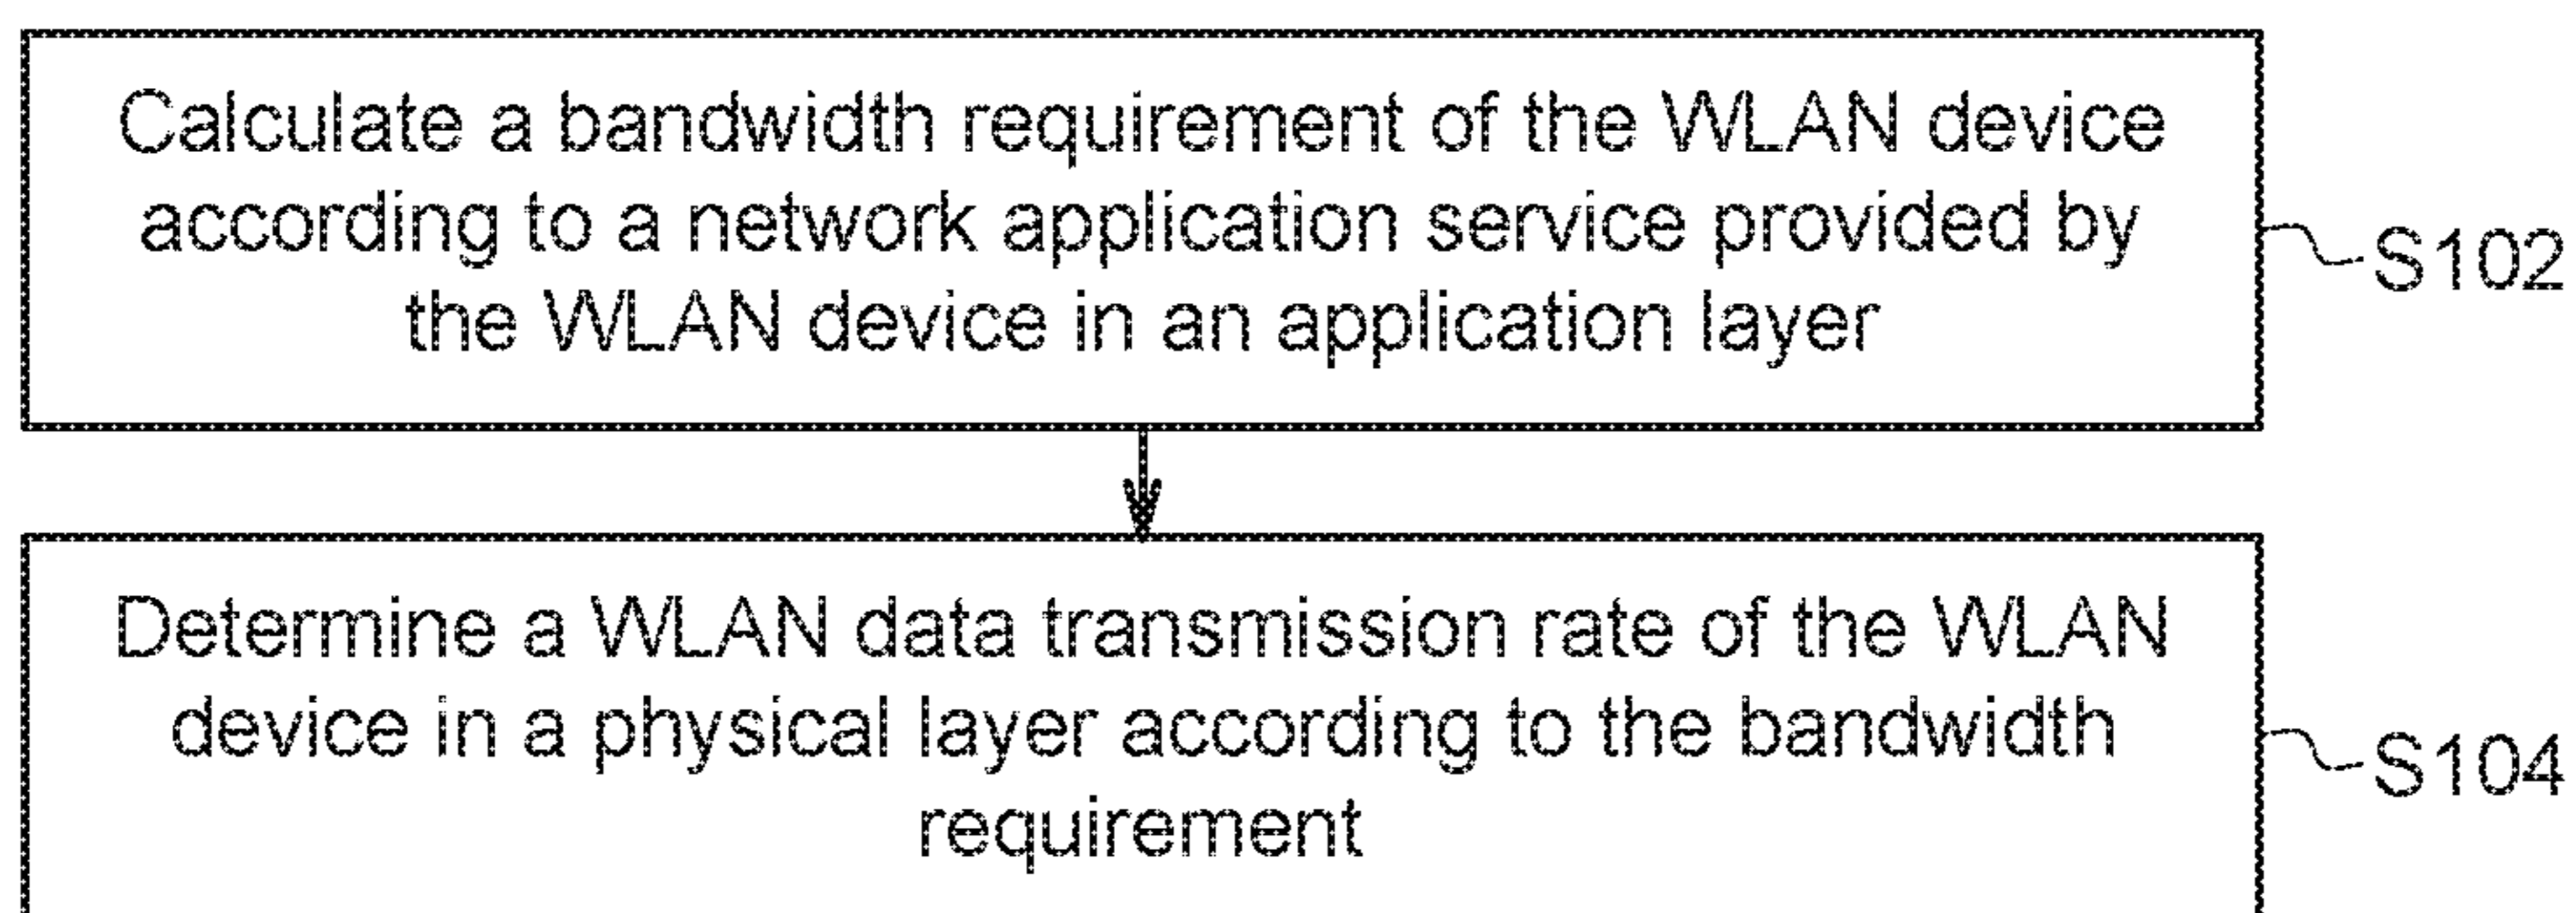 Calculate a bandwidth requirement of the WLAN device
according to a network application service provided by
the WLAN device in an application layer
S102
Determine a WLAN data transmission rate of the WLAN
device in a physical layer according to the bandwidth
requirement
S104